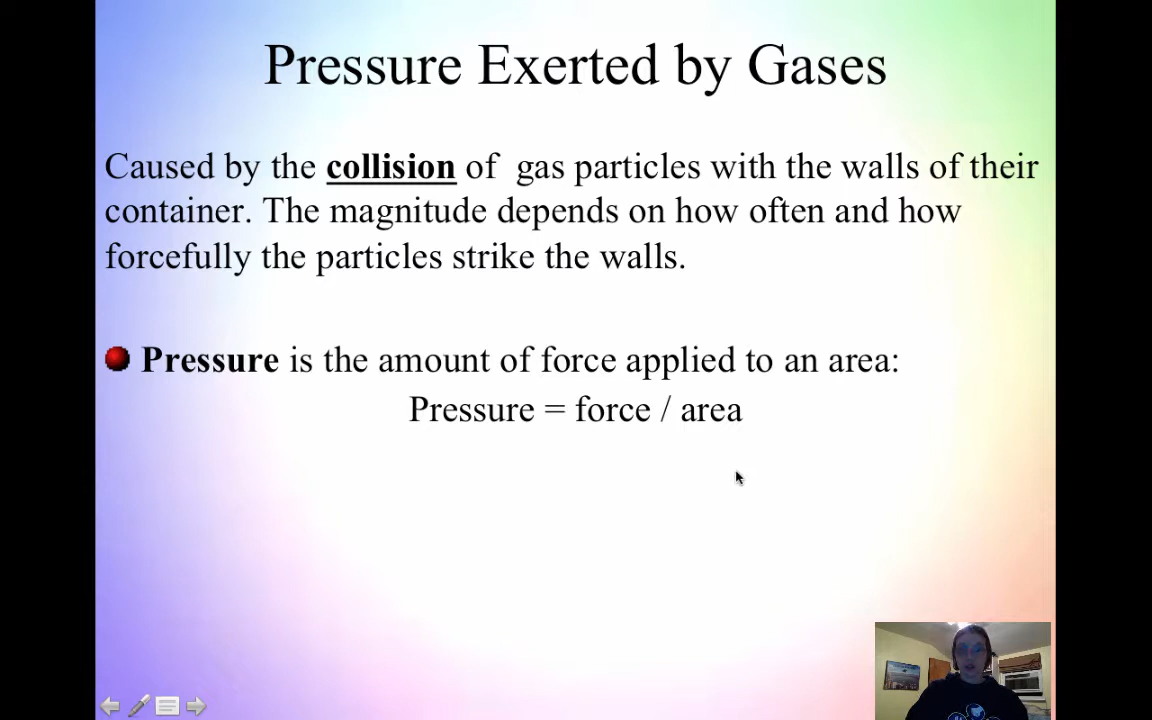 Pressure Exerted by Gases
Caused by the collision of  gas particles with the walls of their
container. The magnitude depends on how often and how
forcefully the particles strike the walls.
Pressure is the amount of force applied to an area:
Pressure = force / area